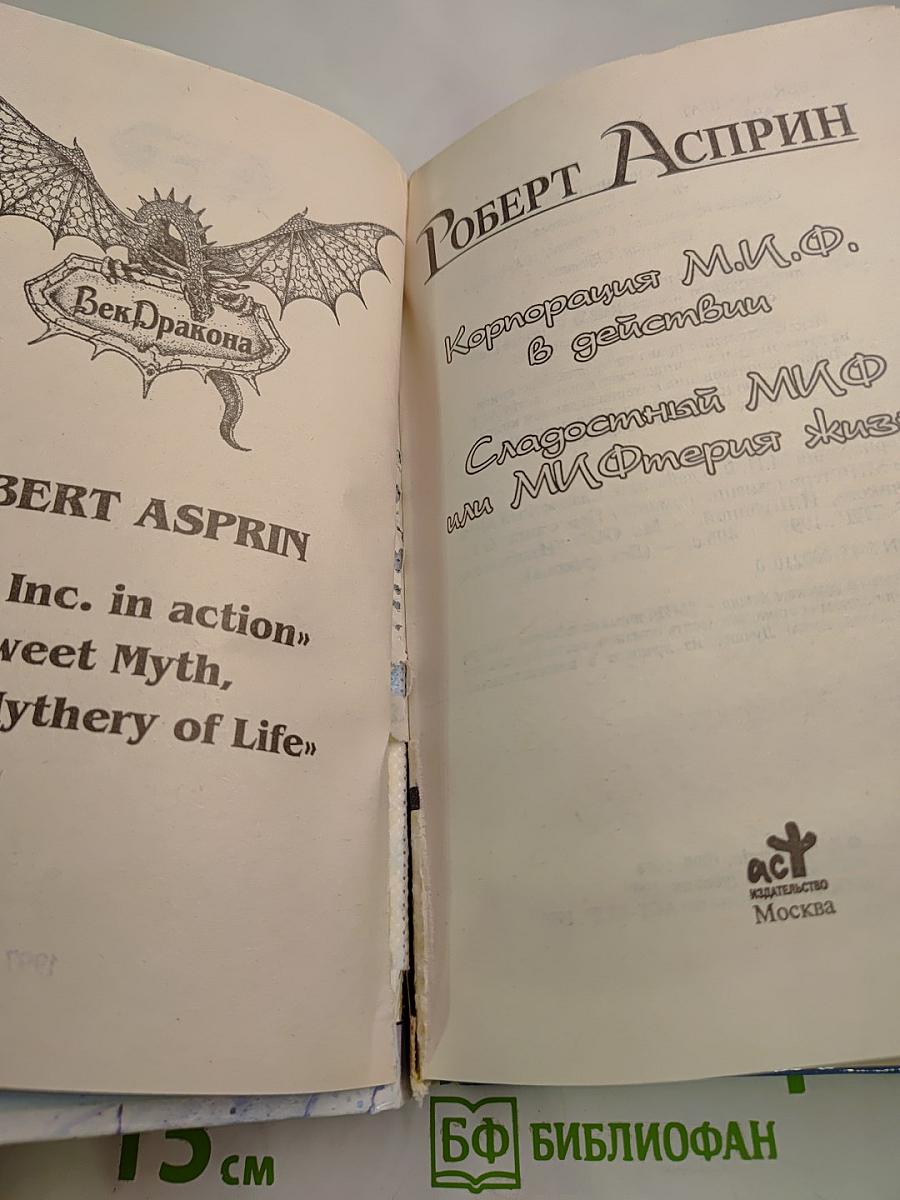 ВекДракона
BERT ASPRIN
Inc. in action»
weet Myth,
Mythery of Life»
Роберт Асприн
Корпорация М.И.Ф.
в действии
Сладостный МИФ
или МИФтерия жиз
аст
ИЗДАТЕЛЬСТВО
Москва
15 см
БФ БИБЛИОФАН